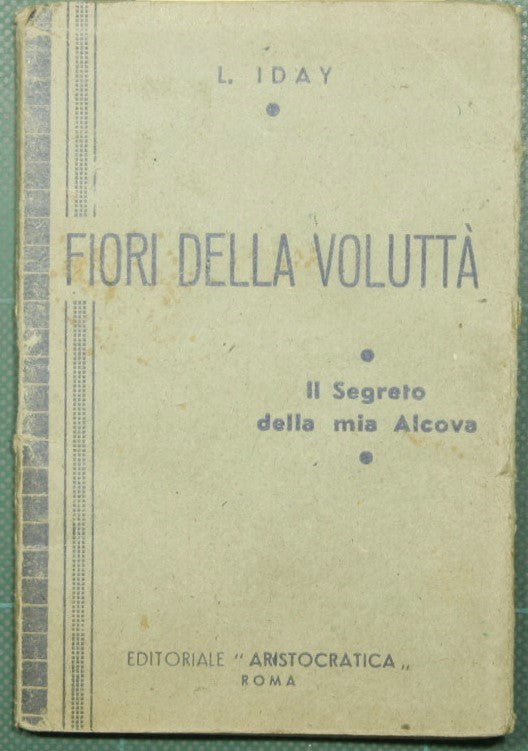 L. IDAY
FIORI DELLA VOLUTTÀ
Il Segreto
della mia Alcova
EDITORIALE “ ARISTOCRATICA „
ROMA